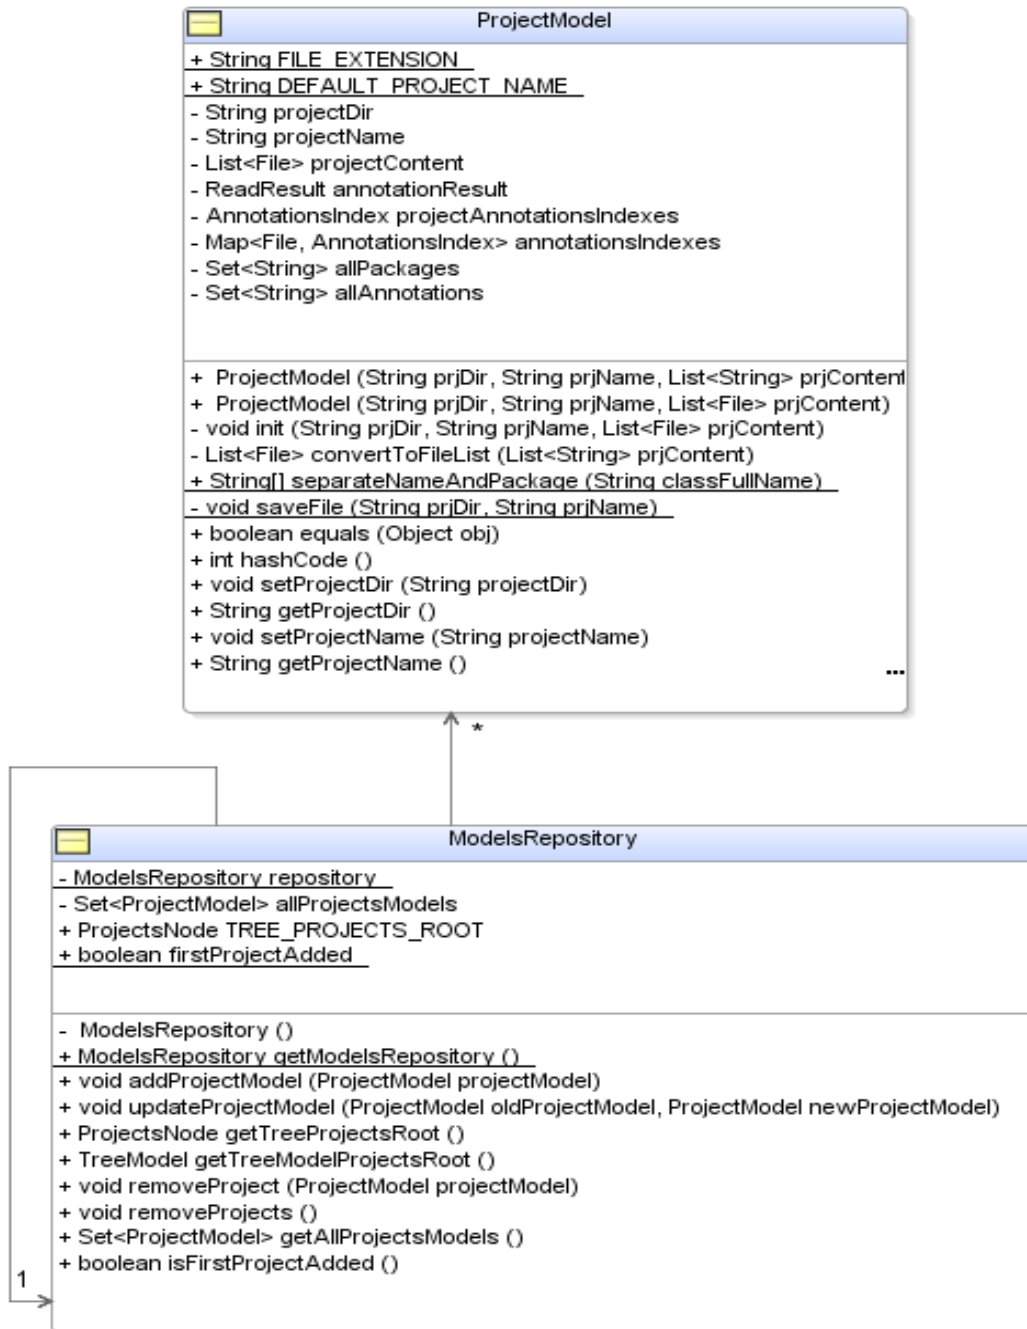 ProjectModel
+ String FILE_EXTENSION
+ String DEFAULT_PROJECT_NAME
- String projectDir
- String projectName
- List<File> projectContent
- ReadResult annotationResult
- AnnotationsIndex projectAnnotationsIndexes
- Map<File, AnnotationsIndex> annotationsIndexes
- Set<String> allPackages
- Set<String> allAnnotations
+ ProjectModel (String prjDir, String prjName, List<String> prjContent
+ ProjectModel (String prjDir, String prjName, List<File> prjContent)
- void init (String prjDir, String prjName, List<File> prjContent)
- List<File> convertToFileList (List<String> prjContent)
+ String[] separateNameAndPackage (String classFullName)
- void saveFile (String prjDir, String prjName)
+ boolean equals (Object obj)
+ int hashCode ()
+ void setProjectDir (String projectDir)
+ String getProjectDir ()
+ void setProjectName (String projectName)
+ String getProjectName ()
...
*
ModelsRepository
- ModelsRepository repository
- Set<ProjectModel> allProjectsModels
+ ProjectsNode TREE_PROJECTS_ROOT
+ boolean firstProjectAdded
- ModelsRepository ()
+ ModelsRepository getModelsRepository ()
+ void addProjectModel (ProjectModel projectModel)
+ void updateProjectModel (ProjectModel oldProjectModel, ProjectModel newProjectModel)
+ ProjectsNode getTreeProjectsRoot ()
+ TreeModel getTreeModelProjectsRoot ()
+ void removeProject (ProjectModel projectModel)
+ void removeProjects ()
+ Set<ProjectModel> getAllProjectsModels ()
+ boolean isFirstProjectAdded ()
1